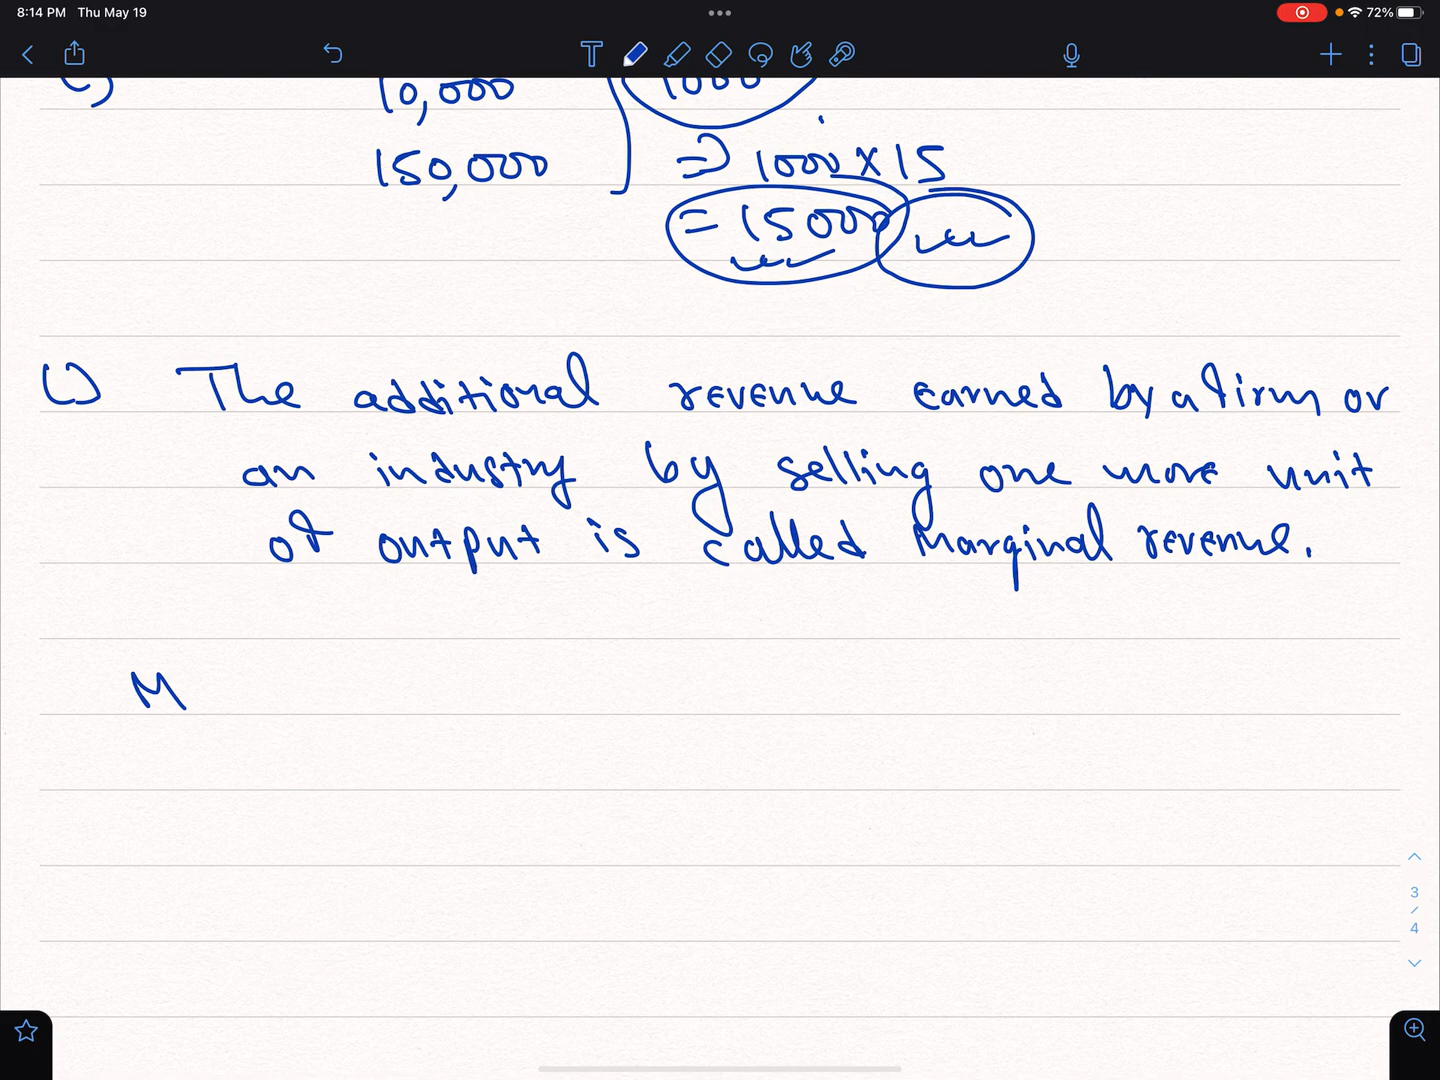 8:14 PM Thu May 19
72%
10,000 1000
150,000 => 1000 x 15
= 15000
The additional revenue earned by a firm or
an industry by selling one more unit
of output is called Marginal revenue.
M
3
/
4